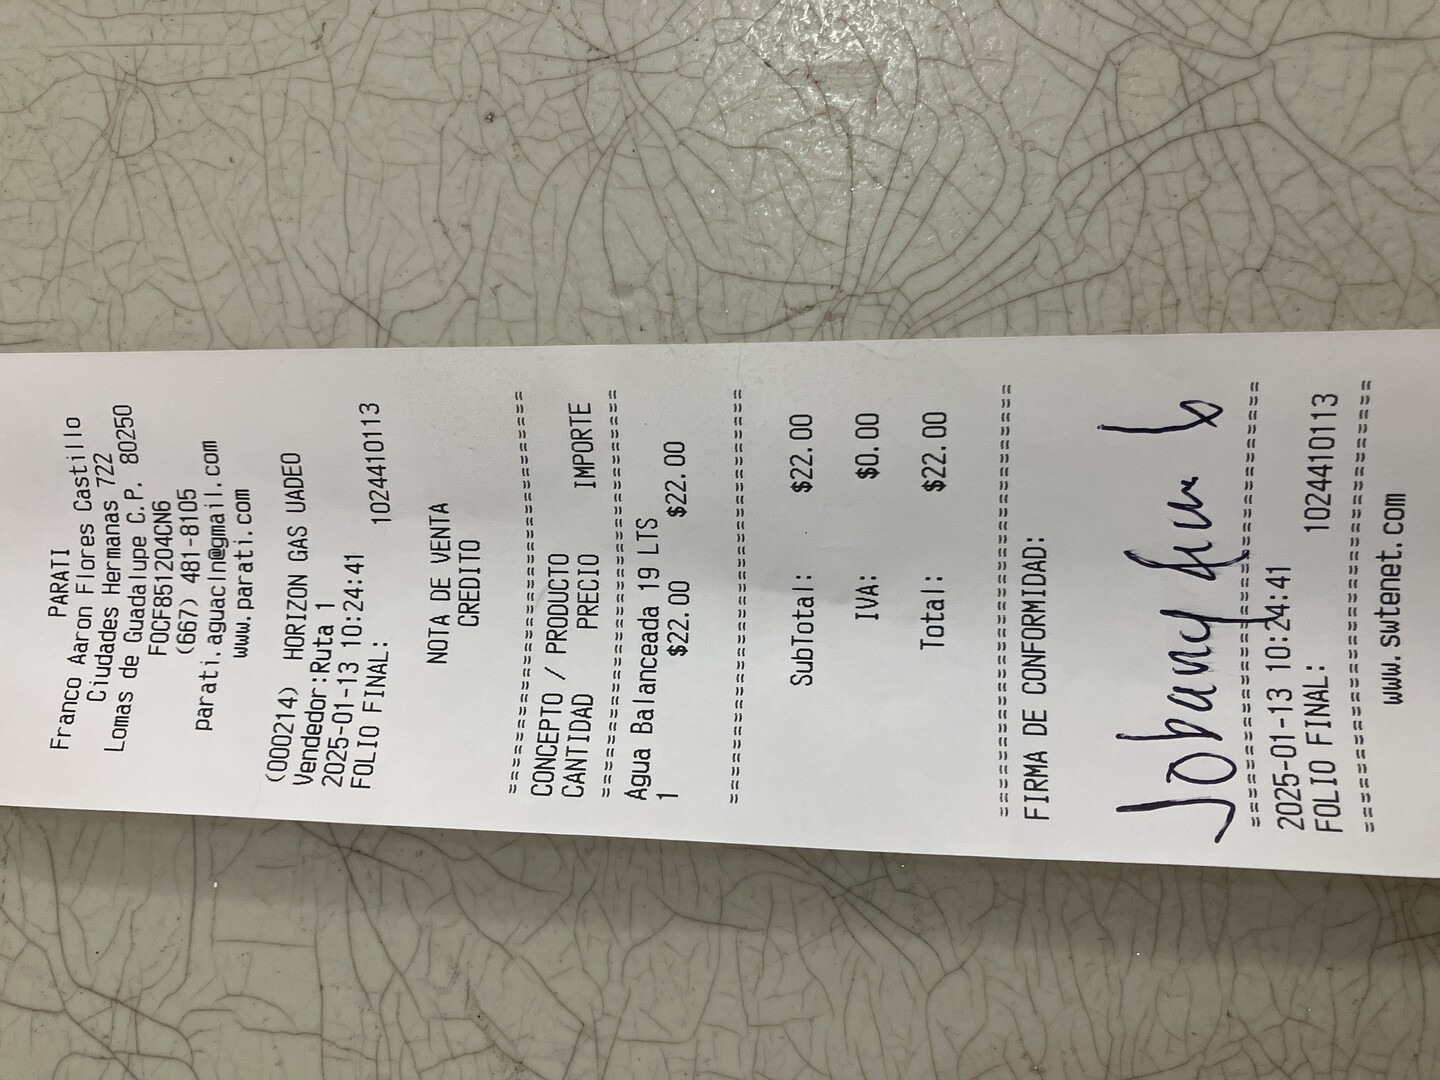 PARATI
Franco Aaron Flores Castillo
Ciudades Hermanas 722
Lomas de Guadalupe C.P. 80250
FOCF851204CN6
(667) 481-8105
parati.aguacln@gmail.com
www.parati.com
(000214) HORIZON GAS UADEO
Vendedor:Ruta 1
2025-01-13 10:24:41
FOLIO FINAL: 1024410113
NOTA DE VENTA
CREDITO
==================================
CONCEPTO / PRODUCTO
CANTIDAD PRECIO IMPORTE
==================================
Agua Balanceada 19 LTS
1 $22.00 $22.00
==================================
SubTotal: $22.00
IVA: $0.00
Total: $22.00
==================================
FIRMA DE CONFORMIDAD:
Jobany
==================================
2025-01-13 10:24:41
FOLIO FINAL: 1024410113
==================================
www.swtenet.com